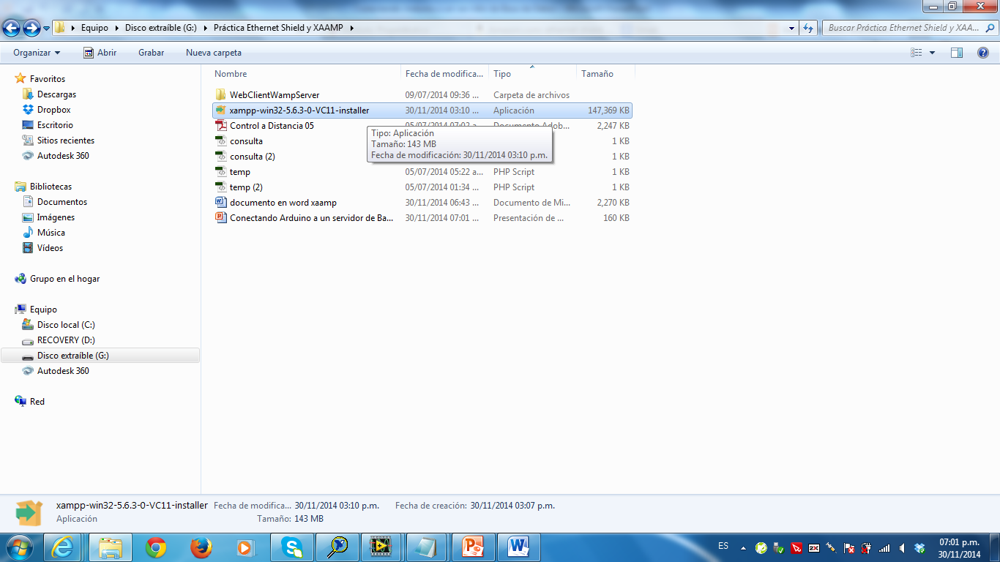 Equipo Disco extraíble (G:) Práctica Ethernet Shield y XAAMP
Buscar Práctica Ethernet Shield y XAA...
Organizar Abrir Grabar Nueva carpeta
Favoritos
Descargas
Dropbox
Escritorio
Sitios recientes
Autodesk 360
Bibliotecas
Documentos
Imágenes
Música
Vídeos
Grupo en el hogar
Equipo
Disco local (C:)
RECOVERY (D:)
Disco extraíble (G:)
Autodesk 360
Red
Nombre Fecha de modifica... Tipo Tamaño
WebClientWampServer 09/07/2014 09:36 ... Carpeta de archivos
xampp-win32-5.6.3-0-VC11-installer 30/11/2014 03:10 ... Aplicación 147,369 KB
Control a Distancia 05 05/07/2014 07:02 a... Documento Adob... 2,247 KB
consulta 1 KB
consulta (2) 1 KB
temp 05/07/2014 05:22 a... PHP Script 1 KB
temp (2) 05/07/2014 01:34 ... PHP Script 1 KB
documento en word xaamp 30/11/2014 06:43 ... Documento de Mi... 2,270 KB
Conectando Arduino a un servidor de Ba... 30/11/2014 07:01 ... Presentación de ... 160 KB
Tipo: Aplicación
Tamaño: 143 MB
Fecha de modificación: 30/11/2014 03:10 p.m.
xampp-win32-5.6.3-0-VC11-installer Fecha de modifica... 30/11/2014 03:10 p.m. Fecha de creación: 30/11/2014 03:07 p.m.
Aplicación Tamaño: 143 MB
ES
07:01 p.m.
30/11/2014